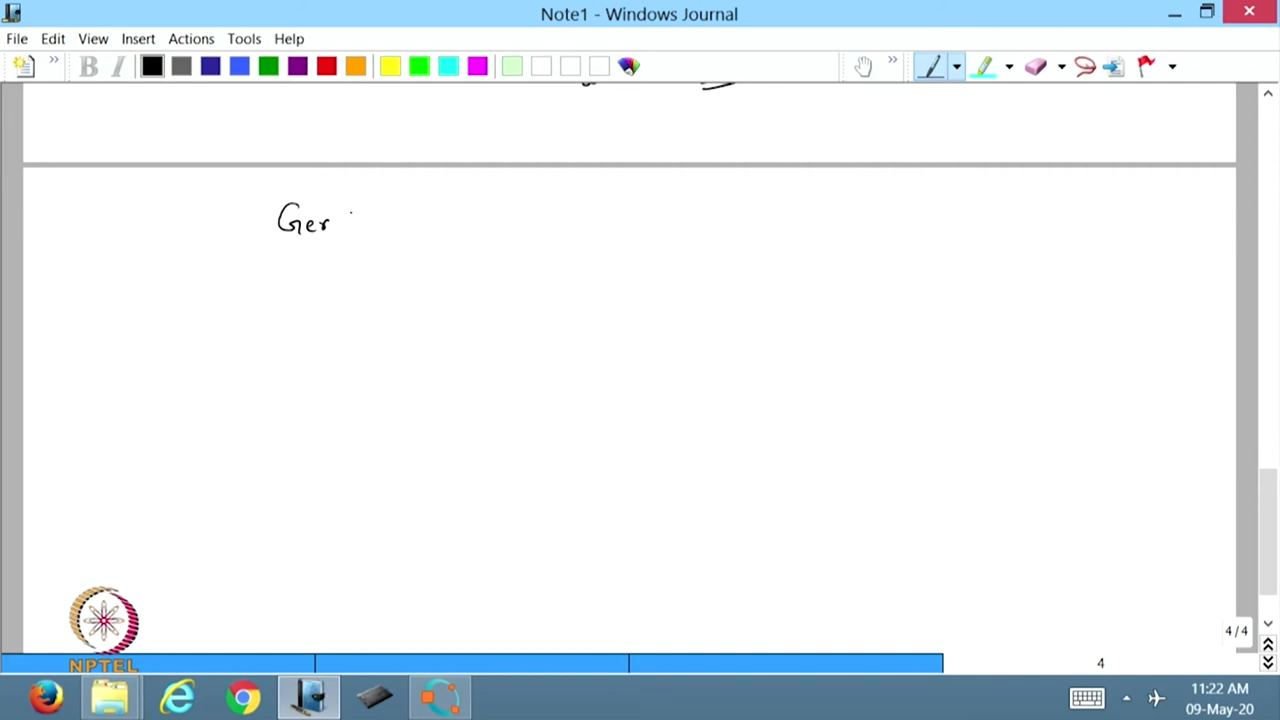 Note1 - Windows Journal
File Edit View Insert Actions Tools Help
B I
Ger
4 / 4
NPTEL
4
11:22 AM
09-May-20